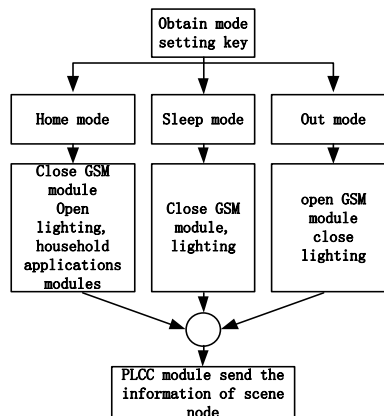 Obtain mode
setting key
Home mode
Sleep mode
Out mode
Close GSM
module
Open
lighting,
household
applications
modules
Close GSM
module,
lighting
open GSM
module
close
lighting
PLCC module send the
information of scene
node